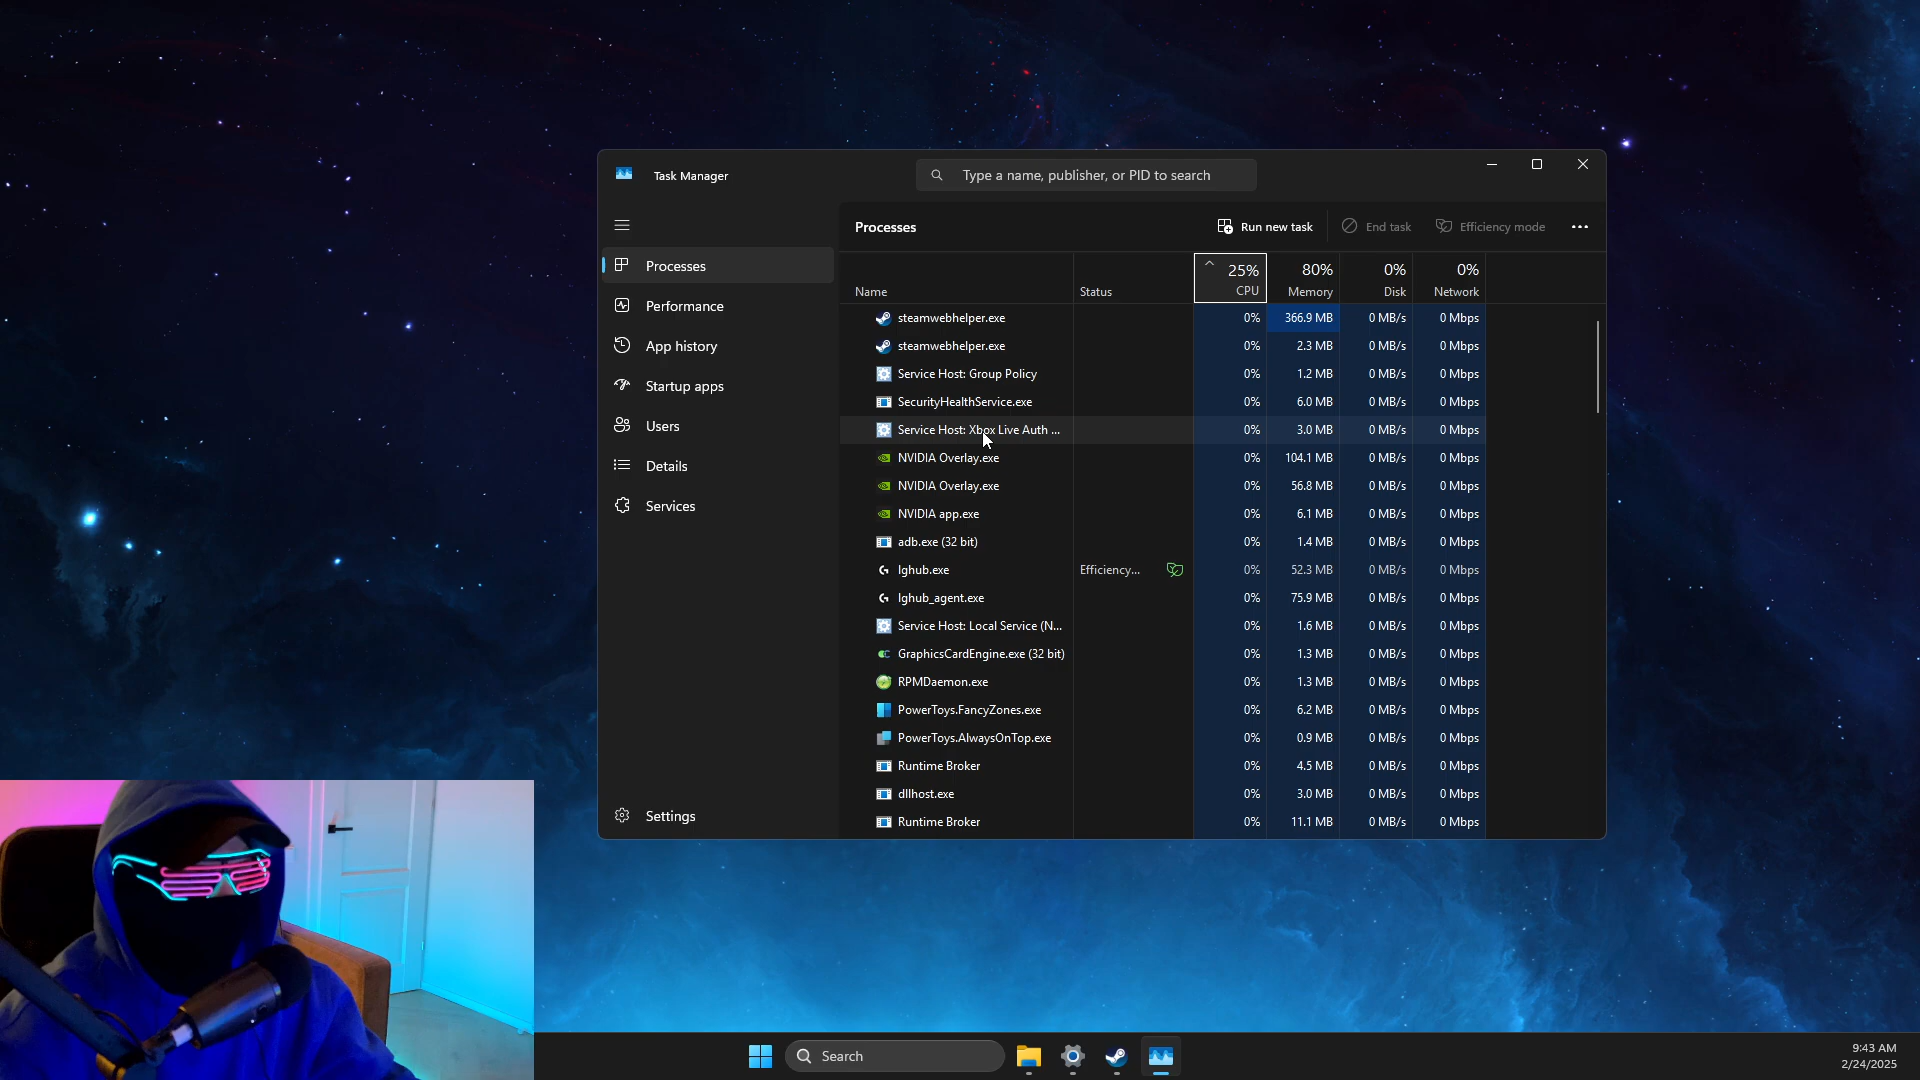 Task Manager
Type a name, publisher, or PID to search
Processes
Performance
App history
Startup apps
Users
Details
Services
Settings
Processes
Run new task
End task
Efficiency mode
Name Status 25% CPU 80% Memory 0% Disk 0% Network
steamwebhelper.exe 0% 366.9 MB 0 MB/s 0 Mbps
steamwebhelper.exe 0% 2.3 MB 0 MB/s 0 Mbps
Service Host: Group Policy 0% 1.2 MB 0 MB/s 0 Mbps
SecurityHealthService.exe 0% 6.0 MB 0 MB/s 0 Mbps
Service Host: Xbox Live Auth ... 0% 3.0 MB 0 MB/s 0 Mbps
NVIDIA Overlay.exe 0% 104.1 MB 0 MB/s 0 Mbps
NVIDIA Overlay.exe 0% 56.8 MB 0 MB/s 0 Mbps
NVIDIA app.exe 0% 6.1 MB 0 MB/s 0 Mbps
adb.exe (32 bit) 0% 1.4 MB 0 MB/s 0 Mbps
lghub.exe Efficiency... 0% 52.3 MB 0 MB/s 0 Mbps
lghub_agent.exe 0% 75.9 MB 0 MB/s 0 Mbps
Service Host: Local Service (N... 0% 1.6 MB 0 MB/s 0 Mbps
GraphicsCardEngine.exe (32 bit) 0% 1.3 MB 0 MB/s 0 Mbps
RPMDaemon.exe 0% 1.3 MB 0 MB/s 0 Mbps
PowerToys.FancyZones.exe 0% 6.2 MB 0 MB/s 0 Mbps
PowerToys.AlwaysOnTop.exe 0% 0.9 MB 0 MB/s 0 Mbps
Runtime Broker 0% 4.5 MB 0 MB/s 0 Mbps
dllhost.exe 0% 3.0 MB 0 MB/s 0 Mbps
Runtime Broker 0% 11.1 MB 0 MB/s 0 Mbps
Search
9:43 AM
2/24/2025